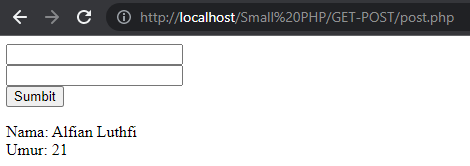 http://localhost/Small%20PHP/GET-POST/post.php
Sumbit
Nama: Alfian Luthfi
Umur: 21